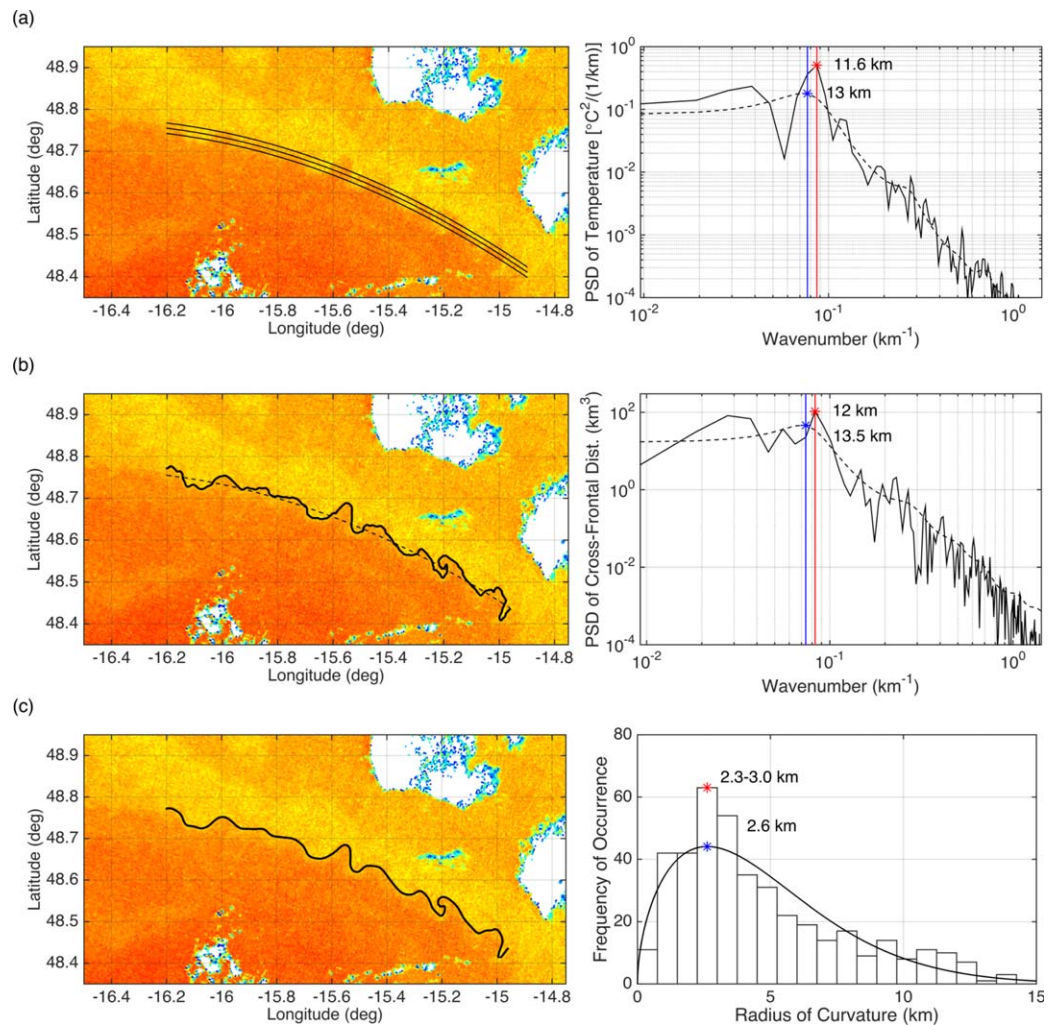 (a)
48.9
48.8
48.7
48.6
48.5
48.4
Latitude (deg)
-16.4 -16.2 -16 -15.8 -15.6 -15.4 -15.2 -15 -14.8
Longitude (deg)
PSD of Temperature [°C²/(1/km)]
10⁰
10⁻¹
10⁻²
10⁻³
10⁻⁴
11.6 km
13 km
10⁻² 10⁻¹ 10⁰
Wavenumber (km⁻¹)
(b)
48.9
48.8
48.7
48.6
48.5
48.4
Latitude (deg)
-16.4 -16.2 -16 -15.8 -15.6 -15.4 -15.2 -15 -14.8
Longitude (deg)
PSD of Cross-Frontal Dist. (km³)
10²
10⁰
10⁻²
10⁻⁴
12 km
13.5 km
10⁻² 10⁻¹ 10⁰
Wavenumber (km⁻¹)
(c)
48.9
48.8
48.7
48.6
48.5
48.4
Latitude (deg)
-16.4 -16.2 -16 -15.8 -15.6 -15.4 -15.2 -15 -14.8
Longitude (deg)
Frequency of Occurrence
80
60
40
20
0
2.3-3.0 km
2.6 km
0 5 10 15
Radius of Curvature (km)